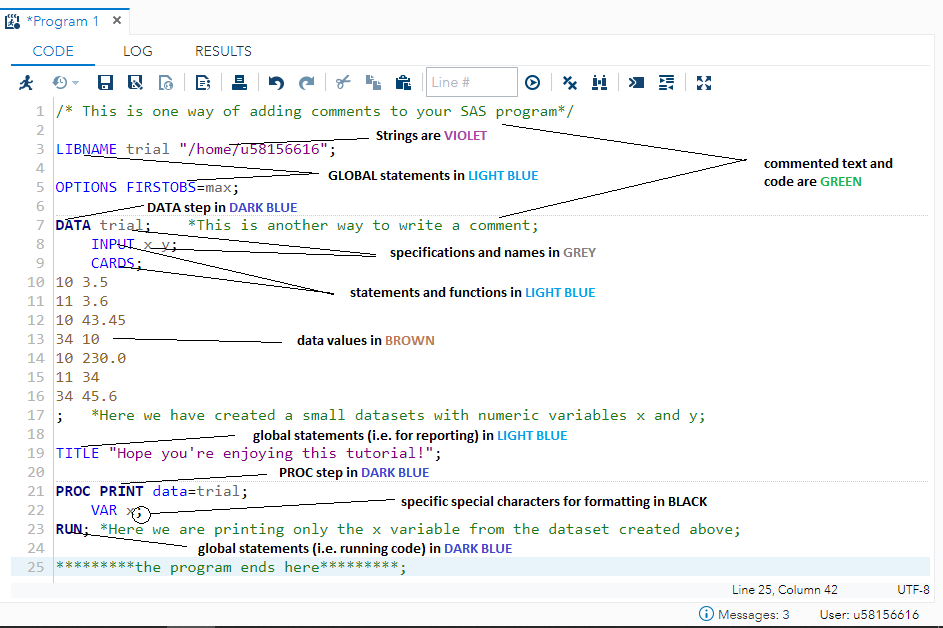 *Program 1 ×
CODE LOG RESULTS
Line #
1 /* This is one way of adding comments to your SAS program*/
2
Strings are VIOLET
3 LIBNAME trial "/home/u58156616";
commented text and
code are GREEN
4
GLOBAL statements in LIGHT BLUE
5 OPTIONS FIRSTOBS=max;
6
DATA step in DARK BLUE
7 DATA trial; *This is another way to write a comment;
8 INPUT x y;
specifications and names in GREY
9 CARDS;
10 10 3.5
statements and functions in LIGHT BLUE
11 11 3.6
12 10 43.45
13 34 10
data values in BROWN
14 10 230.0
15 11 34
16 34 45.6
17 ; *Here we have created a small datasets with numeric variables x and y;
18
global statements (i.e. for reporting) in LIGHT BLUE
19 TITLE "Hope you're enjoying this tutorial!";
20
PROC step in DARK BLUE
21 PROC PRINT data=trial;
specific special characters for formatting in BLACK
22 VAR x;
23 RUN; *Here we are printing only the x variable from the dataset created above;
24
global statements (i.e. running code) in DARK BLUE
25 *********the program ends here*********;
Line 25, Column 42 UTF-8
Messages: 3 User: u58156616